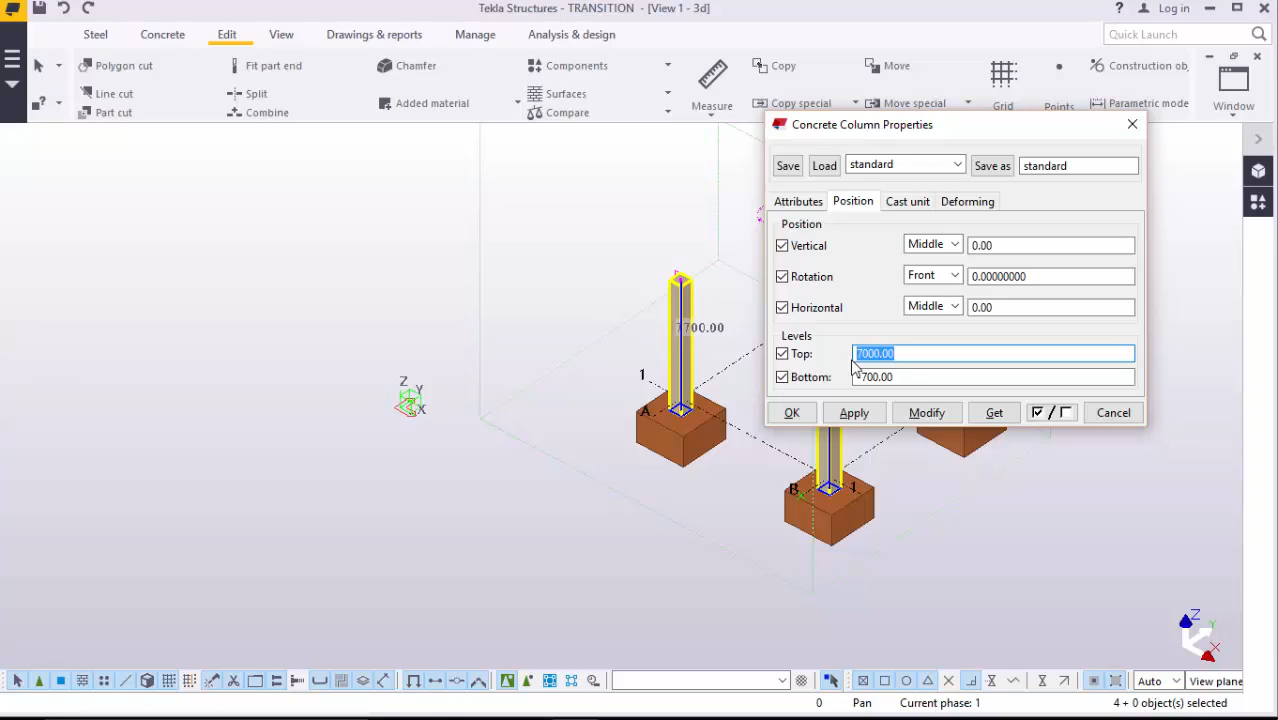 Tekla Structures - TRANSITION - [View 1 - 3d]
? Log in
Steel Concrete Edit View Drawings & reports Manage Analysis & design
Quick Launch
Polygon cut Fit part end Chamfer Components Copy Move Construction ob,
Line cut Split Surfaces
Part cut Combine Added material Compare Measure Copy special Move special Grid Points Parametric mode Window
Concrete Column Properties
Save Load standard Save as standard
Attributes Position Cast unit Deforming
Position
Vertical Middle 0.00
Rotation Front 0.00000000
Horizontal Middle 0.00
Levels
Top: 7000.00
Bottom: -700.00
OK Apply Modify Get / Cancel
7700.00
1
A
B 1
Z
Y
X
Z
Y
X
Auto View plane
0 Pan Current phase: 1 4 + 0 object(s) selected